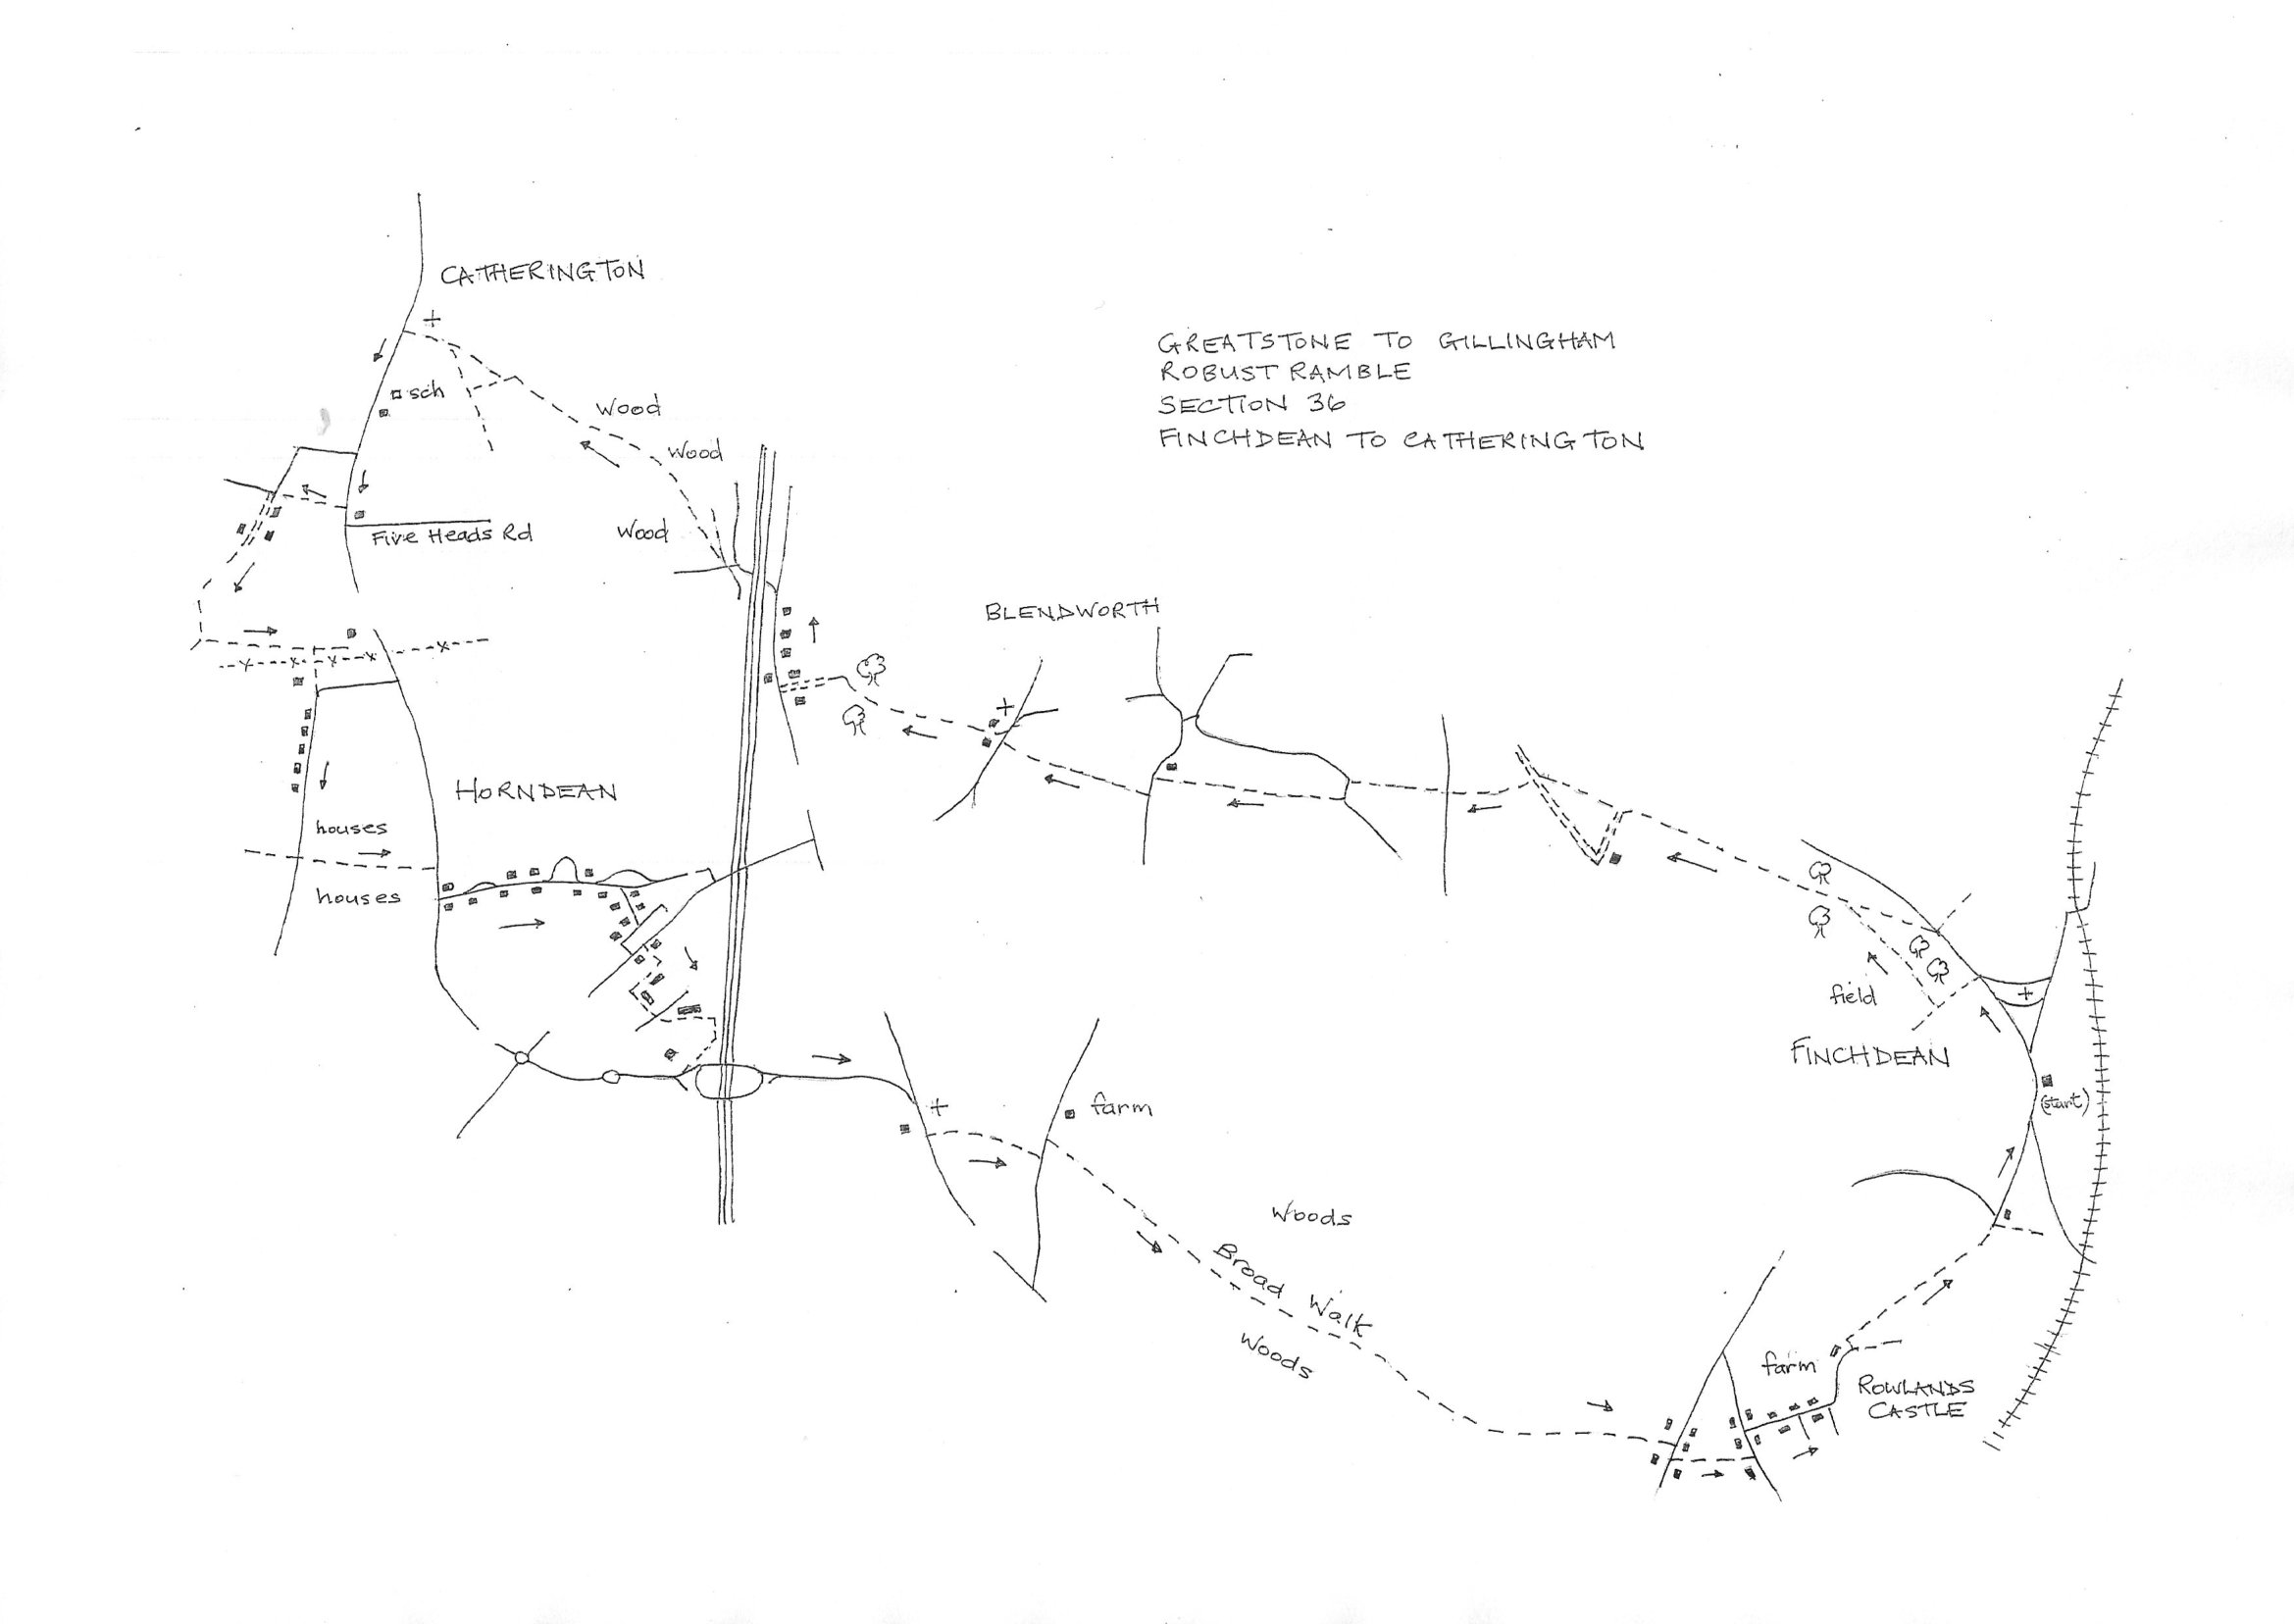 CATHERINGTON
GREATSTONE TO GILLINGHAM
ROBUST RAMBLE
SECTION 36
FINCHDEAN TO CATHERINGTON
sch
Wood
Wood
Wood
Five Heads Rd
BLENDWORTH
HORNDEAN
houses
houses
field
FINCHDEAN
(start)
farm
Woods
Broad Walk
Woods
farm
ROWLANDS
CASTLE